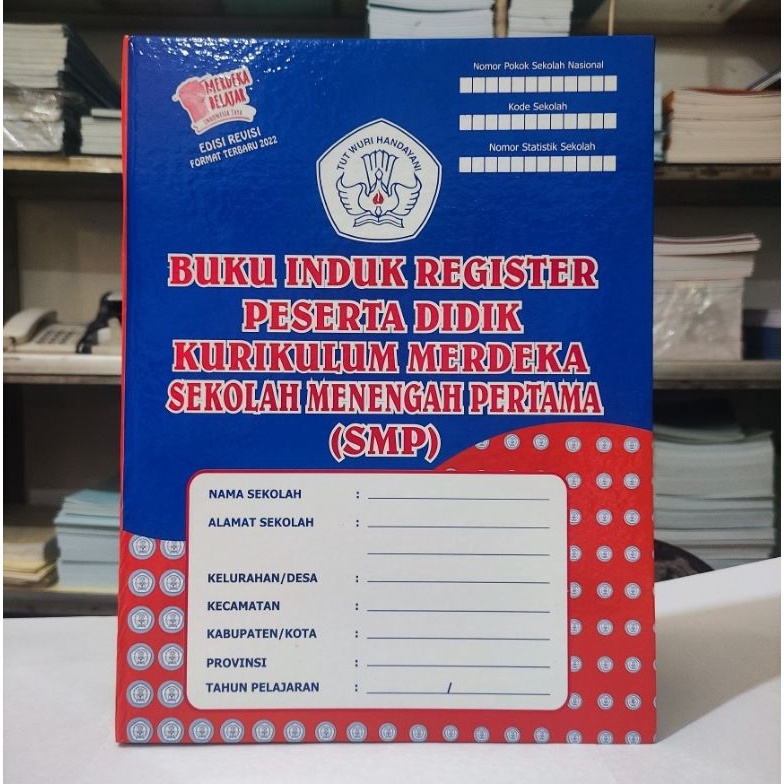 MERDEKA
BELAJAR
INDONESIA JAYA
EDISI REVISI
FORMAT TERBARU 2022
Nomor Pokok Sekolah Nasional
Kode Sekolah
Nomor Statistik Sekolah
TUT WURI HANDAYANI
BUKU INDUK REGISTER
PESERTA DIDIK
KURIKULUM MERDEKA
SEKOLAH MENENGAH PERTAMA
(SMP)
NAMA SEKOLAH :
ALAMAT SEKOLAH :
KELURAHAN/DESA :
KECAMATAN :
KABUPATEN/KOTA :
PROVINSI :
TAHUN PELAJARAN : /